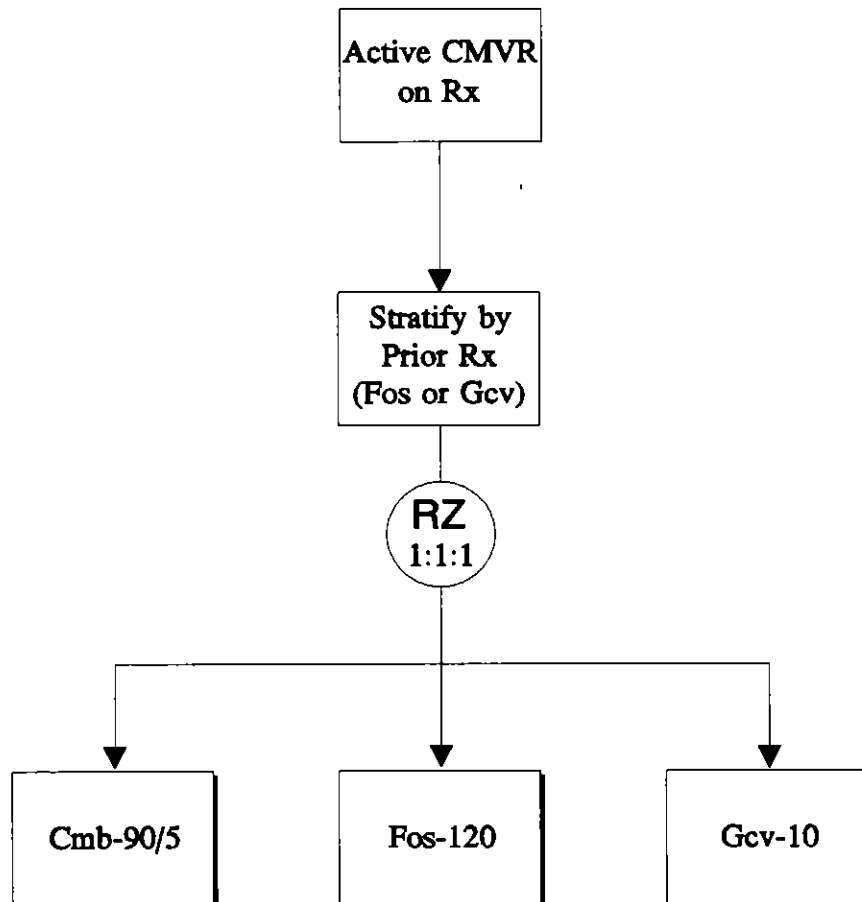 Active CMVR
on Rx
Stratify by
Prior Rx
(Fos or Gcv)
RZ
1:1:1
Cmb-90/5
Fos-120
Gcv-10